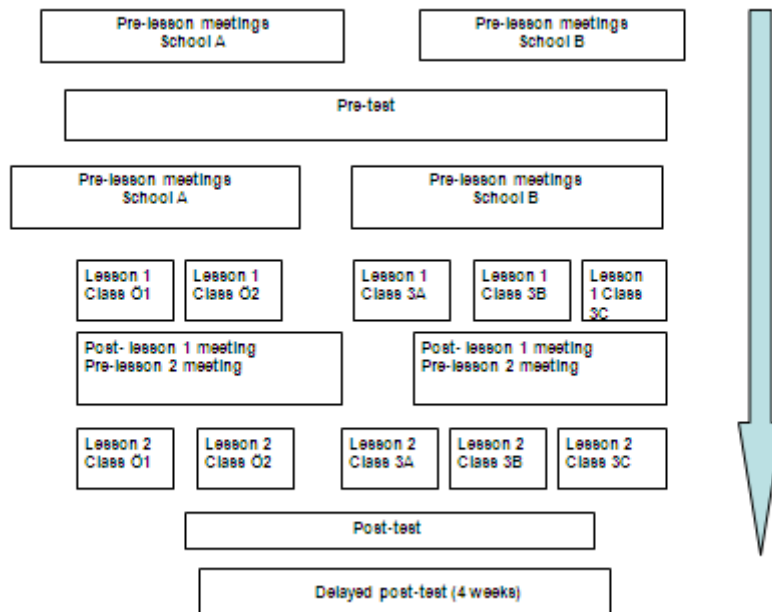 Pre-lesson meetings
School A
Pre-lesson meetings
School B
Pre-test
Pre-lesson meetings
School A
Pre-lesson meetings
School B
Lesson 1
Class Ö1
Lesson 1
Class Ö2
Lesson 1
Class 3A
Lesson 1
Class 3B
Lesson
1 Class
3C
Post- lesson 1 meeting
Pre-lesson 2 meeting
Post- lesson 1 meeting
Pre-lesson 2 meeting
Lesson 2
Class Ö1
Lesson 2
Class Ö2
Lesson 2
Class 3A
Lesson 2
Class 3B
Lesson 2
Class 3C
Post-test
Delayed post-test (4 weeks)